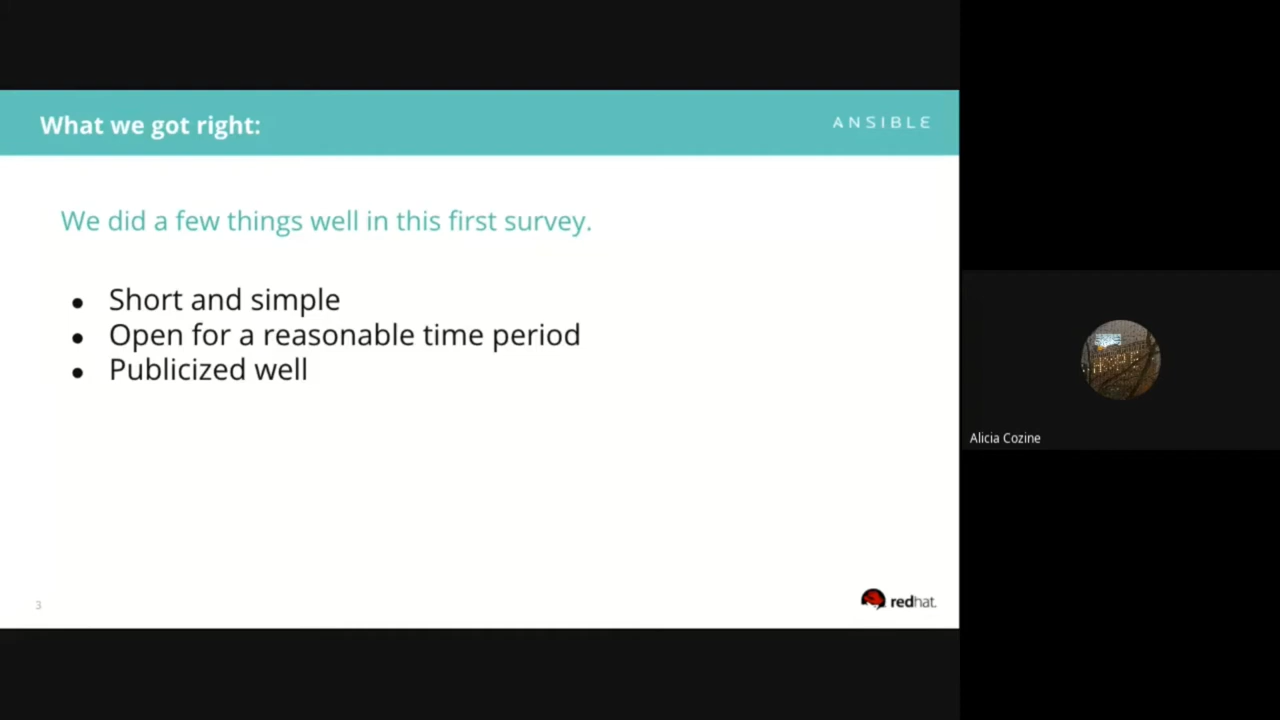 What we got right:
ANSIBLE
We did a few things well in this first survey.
● Short and simple
● Open for a reasonable time period
● Publicized well
3
redhat.
Alicia Cozine